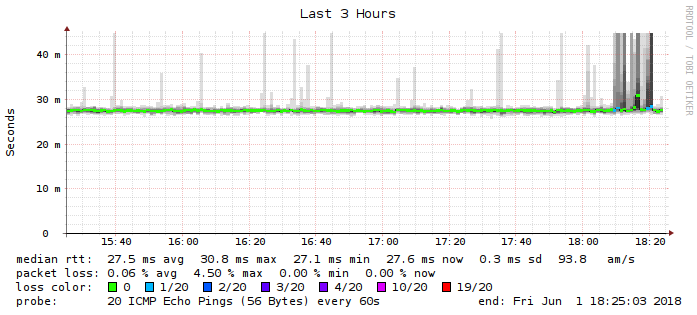 Last 3 Hours
RRDTOOL / TOBI OETIKER
Seconds
40 m
30 m
20 m
10 m
0
15:40 16:00 16:20 16:40 17:00 17:20 17:40 18:00 18:20
median rtt: 27.5 ms avg 30.8 ms max 27.1 ms min 27.6 ms now 0.3 ms sd 93.8 am/s
packet loss: 0.06 % avg 4.50 % max 0.00 % min 0.00 % now
loss color: 0 1/20 2/20 3/20 4/20 10/20 19/20
probe: 20 ICMP Echo Pings (56 Bytes) every 60s end: Fri Jun 1 18:25:03 2018